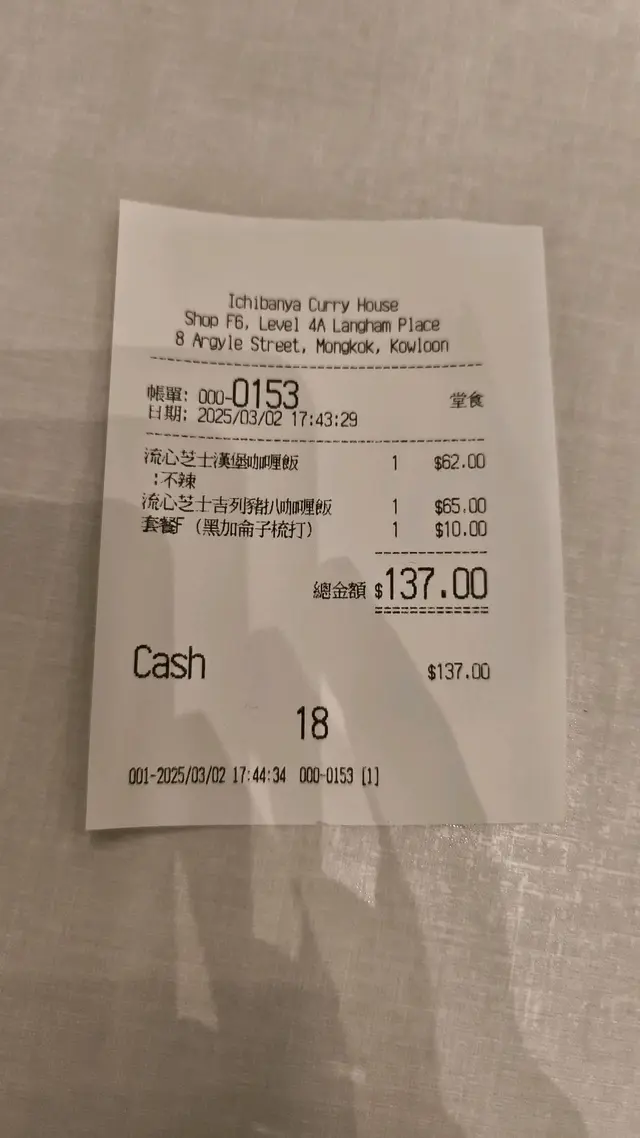 Ichibanya Curry House
Shop F6, Level 4A Langham Place
8 Argyle Street, Mongkok, Kowloon
帳單: 000-0153 堂食
日期: 2025/03/02 17:43:29
流心芝士漢堡咖喱飯 1 $62.00
:不辣
流心芝士吉列豬扒咖喱飯 1 $65.00
套餐F (黑加侖子梳打) 1 $10.00
總金額 $137.00
Cash $137.00
18
001-2025/03/02 17:44:34 000-0153 [1]